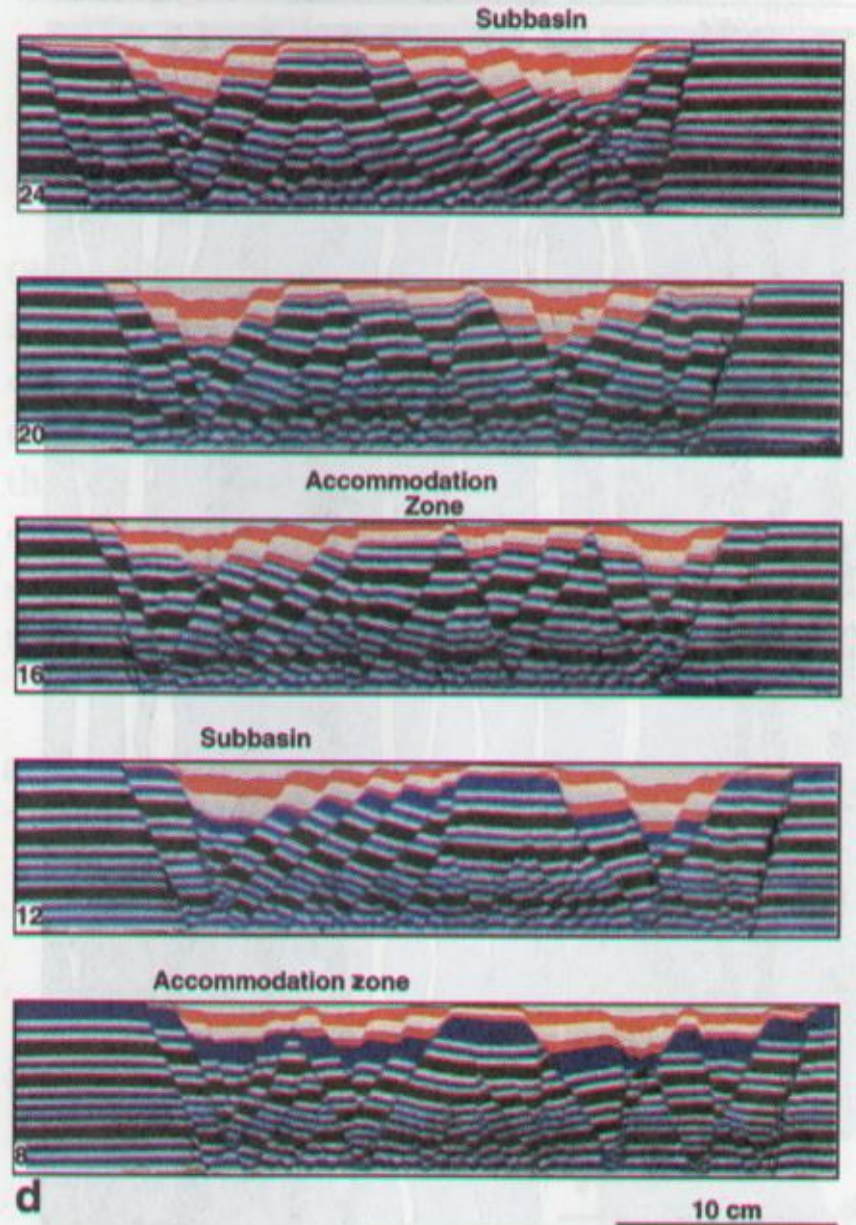 Subbasin
24
20
Accommodation
Zone
16
Subbasin
12
Accommodation zone
8
d
10 cm